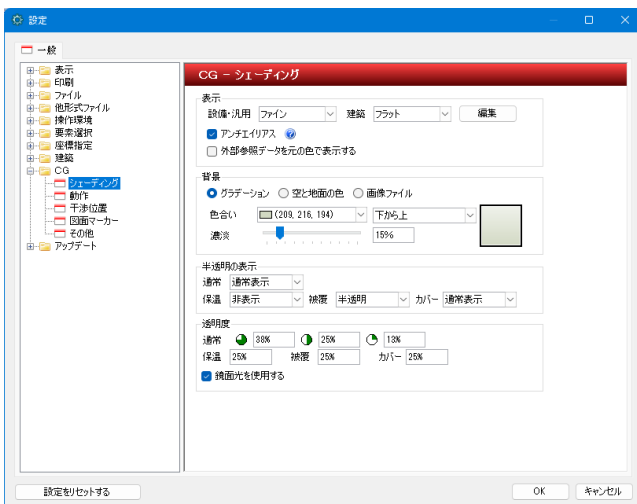 設定
一般
表示
印刷
ファイル
他形式ファイル
操作環境
要素選択
座標指定
建築
CG
シェーディング
動作
干渉位置
図面マーカー
その他
アップデート
CG - シェーディング
表示
設備・汎用 ファイン 建築 フラット 編集
アンチエイリアス
外部参照データを元の色で表示する
背景
グラデーション 空と地面の色 画像ファイル
色合い (209, 216, 194) 下から上
濃淡 15%
半透明の表示
通常 通常表示
保温 非表示 被覆 半透明 カバー 通常表示
透明度
通常 38% 25% 13%
保温 25% 被覆 25% カバー 25%
鏡面光を使用する
設定をリセットする OK キャンセル